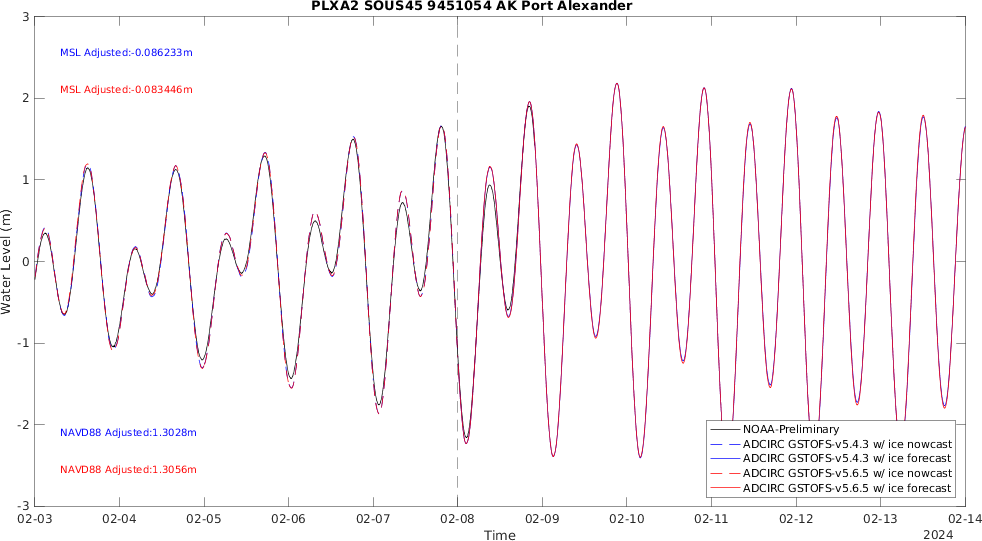 PLXA2 SOUS45 9451054 AK Port Alexander
3
2
1
0
-1
-2
-3
Water Level (m)
MSL Adjusted:-0.086233m
MSL Adjusted:-0.083446m
NAVD88 Adjusted:1.3028m
NAVD88 Adjusted:1.3056m
NOAA-Preliminary
ADCIRC GSTOFS-v5.4.3 w/ ice nowcast
ADCIRC GSTOFS-v5.4.3 w/ ice forecast
ADCIRC GSTOFS-v5.6.5 w/ ice nowcast
ADCIRC GSTOFS-v5.6.5 w/ ice forecast
02-03 02-04 02-05 02-06 02-07 02-08 02-09 02-10 02-11 02-12 02-13 02-14
Time
2024